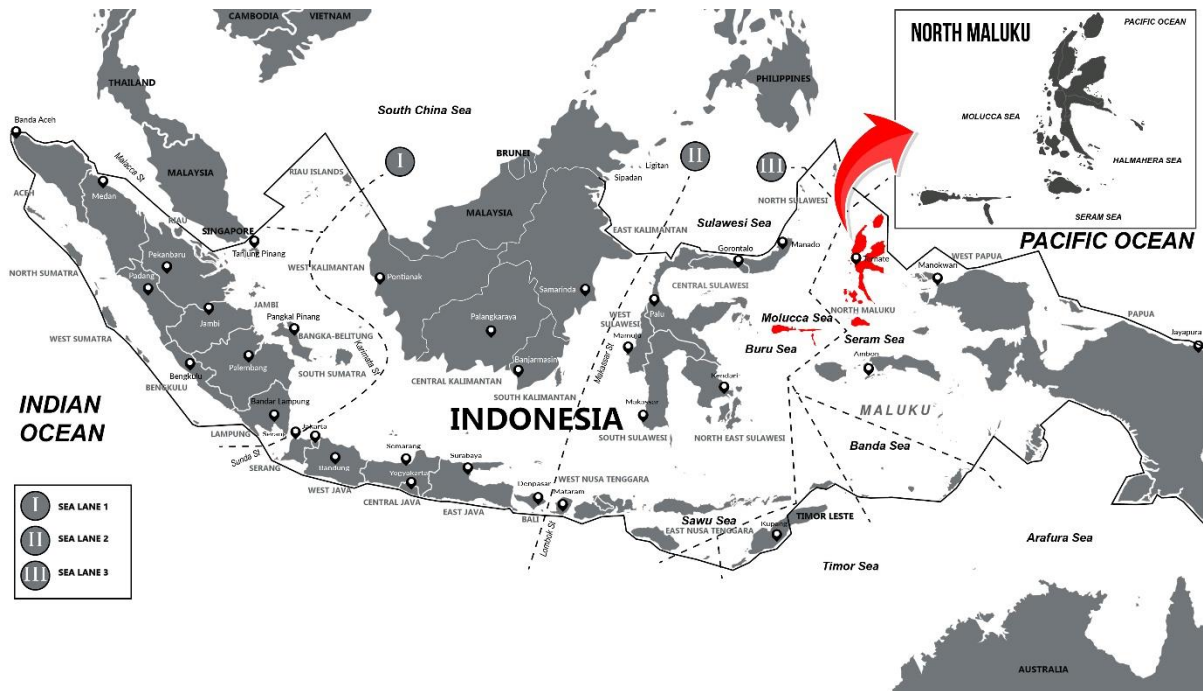 CAMBODIA
VIETNAM
THAILAND
PHILIPPINES
South China Sea
Banda Aceh
Malacca St
MALAYSIA
ACEH
Medan
RIAU ISLANDS
I
BRUNEI
Ligitan
Sipadan
II
III
NORTH SULAWESI
NORTH MALUKU
PACIFIC OCEAN
MOLUCCA SEA
HALMAHERA SEA
SERAM SEA
RIAU
SINGAPORE
Tanjung Pinang
MALAYSIA
EAST KALIMANTAN
Sulawesi Sea
Gorontalo
Manado
PACIFIC OCEAN
NORTH SUMATRA
Pekanbaru
Padang
WEST KALIMANTAN
Pontianak
Samarinda
CENTRAL SULAWESI
WEST PAPUA
Manokwari
Jambi
JAMBI
Pangkal Pinang
BANGKA-BELITUNG
Palangkaraya
Palu
WEST
SULAWESI
Mamuju
Molucca Sea
NORTH MALUKU
PAPUA
Jayapura
WEST SUMATRA
Bengkulu
BENGKULU
Palembang
SOUTH SUMATRA
Karimata St
Banjarmasin
CENTRAL KALIMANTAN
SOUTH KALIMANTAN
Makassar St
Buru Sea
Seram Sea
Ambon
Kendari
INDIAN
OCEAN
Bandar Lampung
LAMPUNG
Serang
Jakarta
INDONESIA
Makassar
SOUTH SULAWESI
NORTH EAST SULAWESI
MALUKU
Banda Sea
Sunda St
SERANG
Bandung
WEST JAVA
Semarang
Yogyakarta
CENTRAL JAVA
Surabaya
EAST JAVA
Denpasar
BALI
Mataram
WEST NUSA TENGGARA
Lombok St
Sawu Sea
EAST NUSA TENGGARA
Kupang
TIMOR LESTE
Timor Sea
Arafura Sea
I SEA LANE 1
II SEA LANE 2
III SEA LANE 3
AUSTRALIA